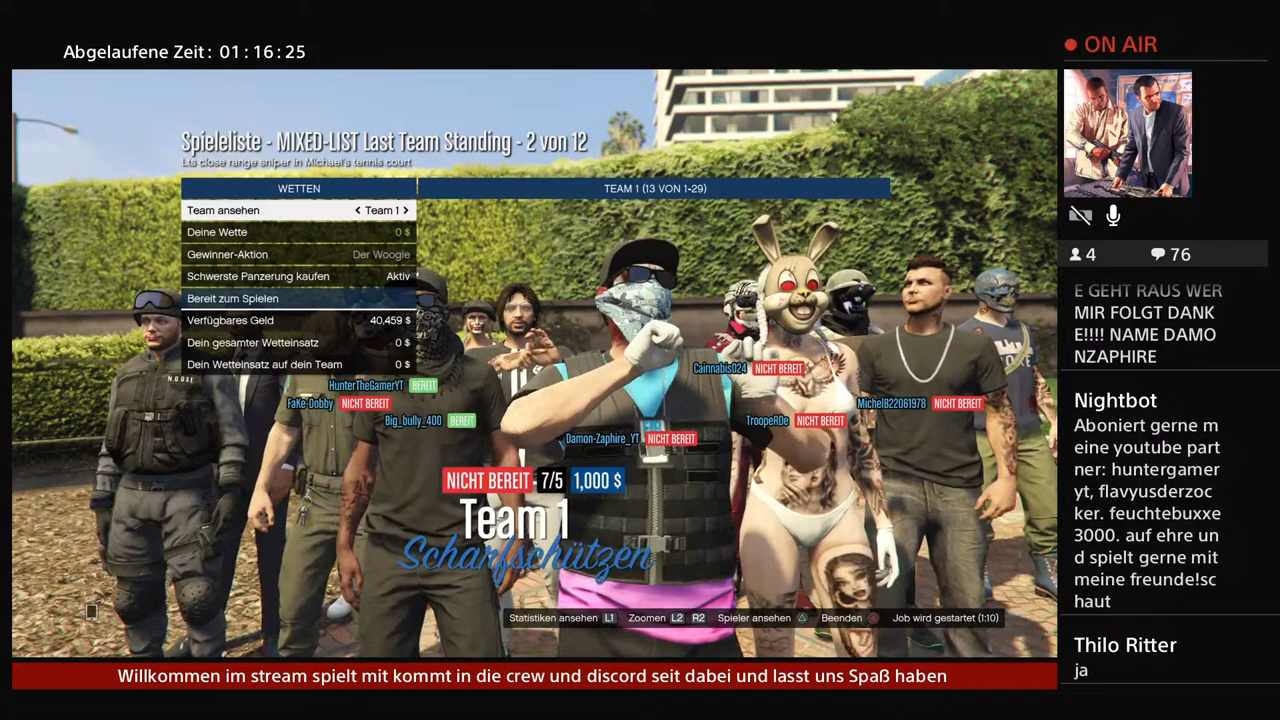 Abgelaufene Zeit: 01:16:25
ON AIR
Spieleliste - MIXED-LIST Last Team Standing - 2 von 12
Lts close range sniper in Michael's tennis court
WETTEN
TEAM 1 (13 VON 1-29)
Team ansehen < Team 1 >
Deine Wette 0 $
Gewinner-Aktion Der Woogie
Schwerste Panzerung kaufen Aktiv
Bereit zum Spielen
Verfügbares Geld 40,459 $
Dein gesamter Wetteinsatz 0 $
Dein Wetteinsatz auf dein Team 0 $
N.O.O.S.E
Cainnabis024 NICHT BEREIT
HunterTheGamerYT BEREIT
FaKe-Dobby NICHT BEREIT
MichelB22061978 NICHT BEREIT
Big_bully_400 BEREIT
TroopeRDe NICHT BEREIT
Damon-Zaphire_YT NICHT BEREIT
NICHT BEREIT 7/5 1,000 $
Team 1
Scharfschützen
Statistiken ansehen L1 Zoomen L2 R2 Spieler ansehen Beenden Job wird gestartet (1:10)
Willkommen im stream spielt mit kommt in die crew und discord seit dabei und lasst uns Spaß haben
4 76
E GEHT RAUS WER
MIR FOLGT DANK
E!!!! NAME DAMO
NZAPHIRE
Nightbot
Aboniert gerne m
eine youtube part
ner: huntergamer
yt, flavyusderzoc
ker. feuchtebuxxe
3000. auf ehre un
d spielt gerne mit
meine freunde!sc
haut
Thilo Ritter
ja